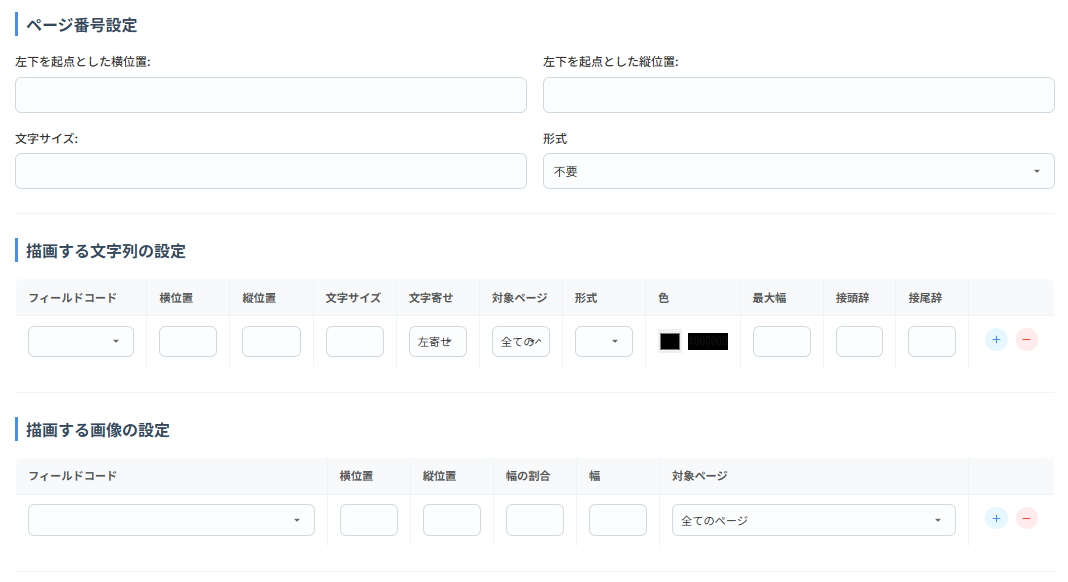 ページ番号設定
左下を起点とした横位置: 左下を起点とした縦位置:
文字サイズ: 形式
不要
描画する文字列の設定
フィールドコード 横位置 縦位置 文字サイズ 文字寄せ 対象ページ 形式 色 最大幅 接頭辞 接尾辞
左寄せ 全ての #000000 + −
描画する画像の設定
フィールドコード 横位置 縦位置 幅の割合 幅 対象ページ
全てのページ + −